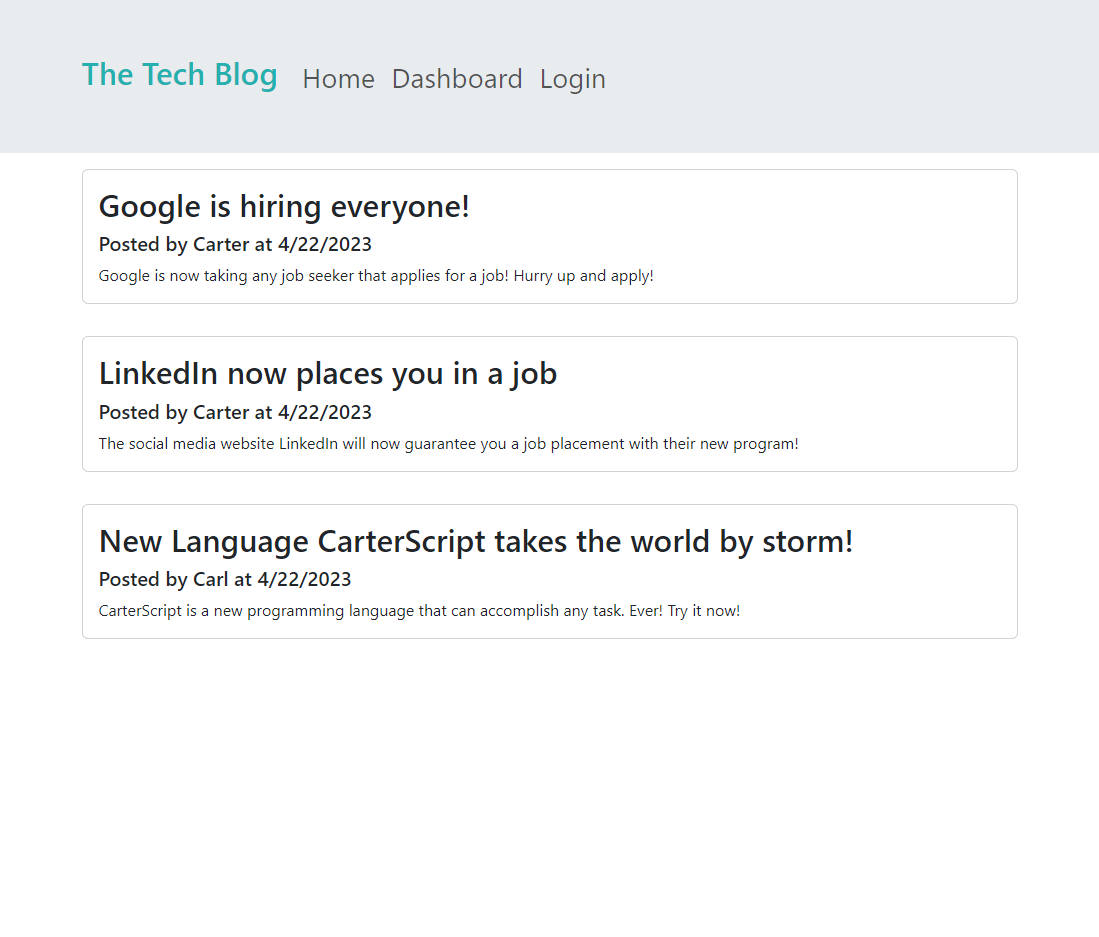 The Tech Blog Home Dashboard Login
Google is hiring everyone!
Posted by Carter at 4/22/2023
Google is now taking any job seeker that applies for a job! Hurry up and apply!
LinkedIn now places you in a job
Posted by Carter at 4/22/2023
The social media website LinkedIn will now guarantee you a job placement with their new program!
New Language CarterScript takes the world by storm!
Posted by Carl at 4/22/2023
CarterScript is a new programming language that can accomplish any task. Ever! Try it now!